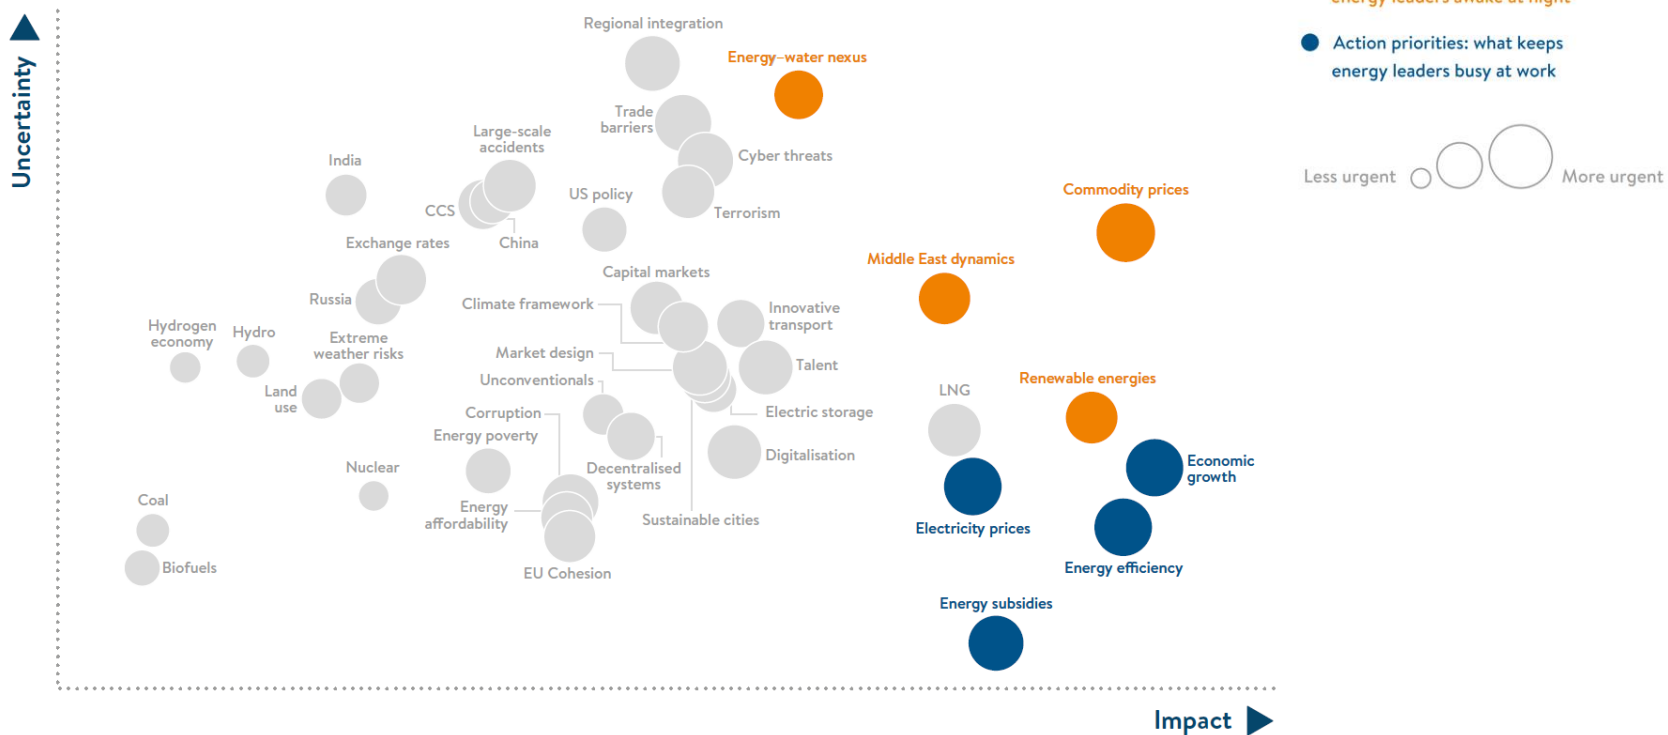 energy leaders awake at night
Action priorities: what keeps
energy leaders busy at work
Less urgent
More urgent
Uncertainty
Regional integration
Energy–water nexus
Trade
barriers
Large-scale
accidents
Cyber threats
India
US policy
Commodity prices
CCS
Terrorism
China
Exchange rates
Middle East dynamics
Capital markets
Russia
Climate framework
Innovative
transport
Hydrogen
economy
Hydro
Extreme
weather risks
Market design
Talent
Unconventionals
Renewable energies
Land
use
LNG
Corruption
Electric storage
Energy poverty
Digitalisation
Economic
growth
Nuclear
Decentralised
systems
Coal
Energy
affordability
Sustainable cities
Electricity prices
Biofuels
EU Cohesion
Energy efficiency
Energy subsidies
Impact